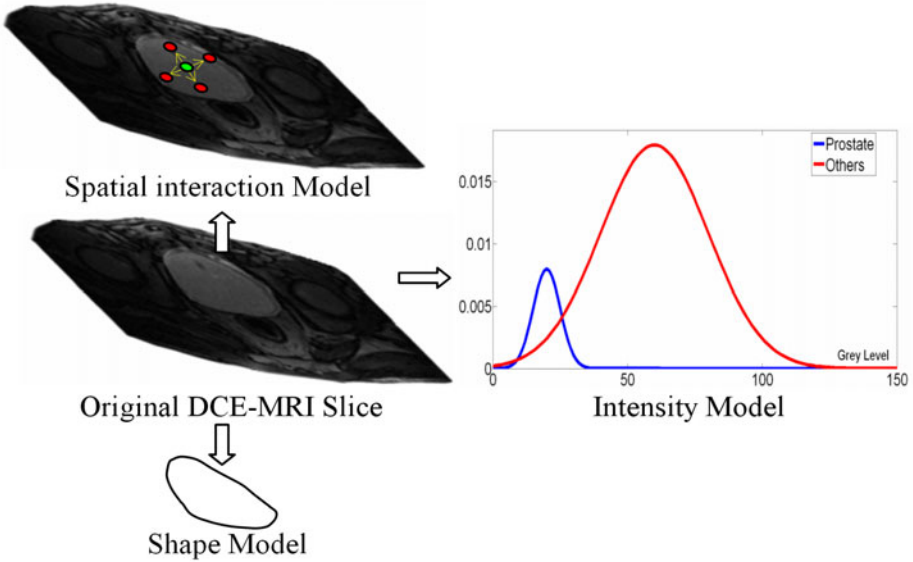 Spatial interaction Model
Original DCE-MRI Slice
Shape Model
Prostate
Others
0.015
0.01
0.005
0
0 50 100 150
Grey Level
Intensity Model